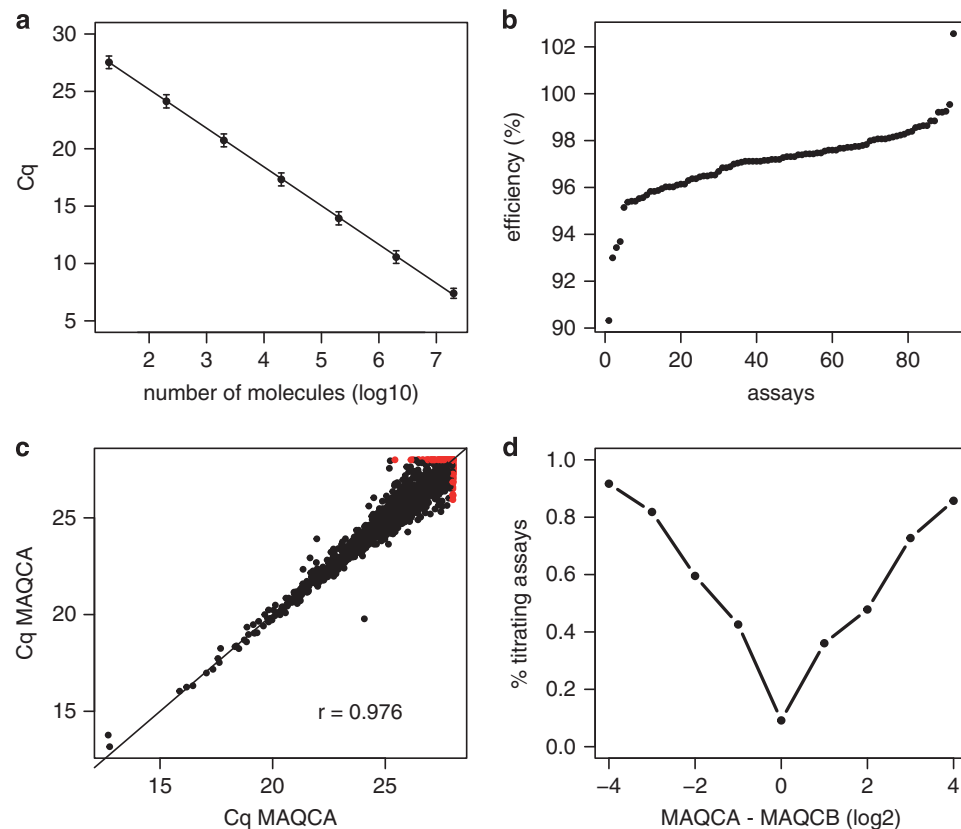 a
30
25
20
15
10
5
Cq
2 3 4 5 6 7
number of molecules (log10)
b
102
100
98
96
94
92
90
efficiency (%)
0 20 40 60 80
assays
c
25
20
15
Cq MAQCA
r = 0.976
15 20 25
Cq MAQCA
d
1.0
0.8
0.6
0.4
0.2
0.0
% titrating assays
−4 −2 0 2 4
MAQCA - MAQCB (log2)